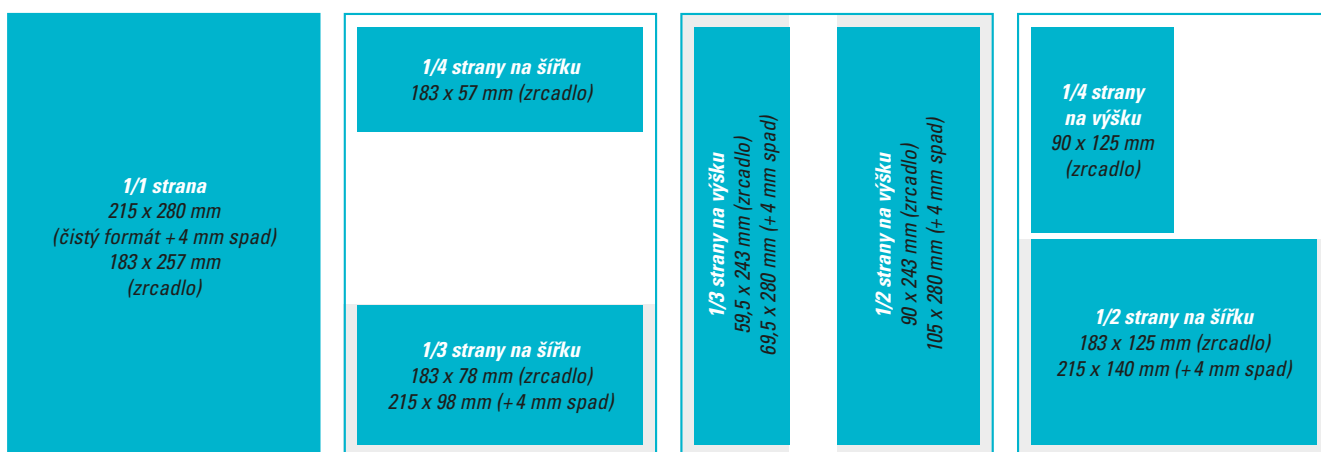 1/1 strana
215 x 280 mm
(čistý formát +4 mm spad)
183 x 257 mm
(zrcadlo)
1/4 strany na šířku
183 x 57 mm (zrcadlo)
1/3 strany na šířku
183 x 78 mm (zrcadlo)
215 x 98 mm (+4 mm spad)
1/3 strany na výšku
59,5 x 243 mm (zrcadlo)
69,5 x 280 mm (+4 mm spad)
1/2 strany na výšku
90 x 243 mm (zrcadlo)
105 x 280 mm (+4 mm spad)
1/4 strany
na výšku
90 x 125 mm
(zrcadlo)
1/2 strany na šířku
183 x 125 mm (zrcadlo)
215 x 140 mm (+4 mm spad)